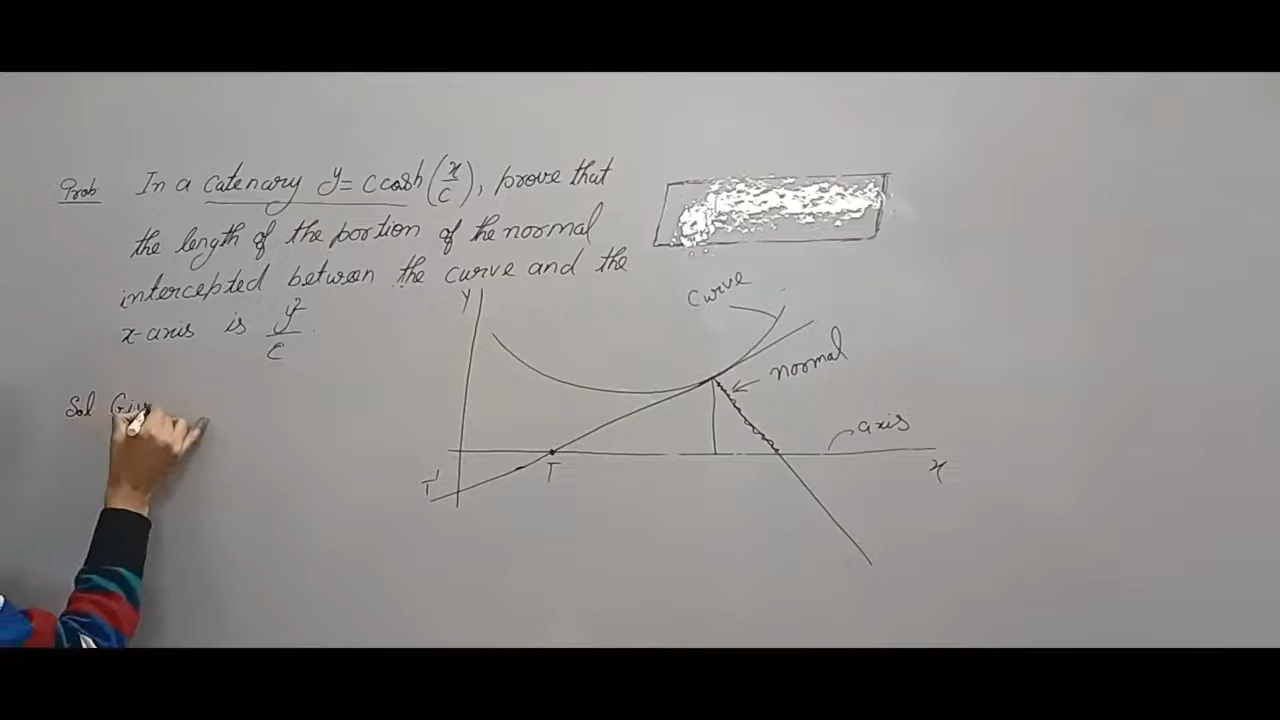 Prob In a catenary y = c cosh (x/c), prove that
the length of the portion of the normal
intercepted between the curve and the
x-axis is y²/c.
Sol Giv
Y
curve
normal
axis
T'
T
x